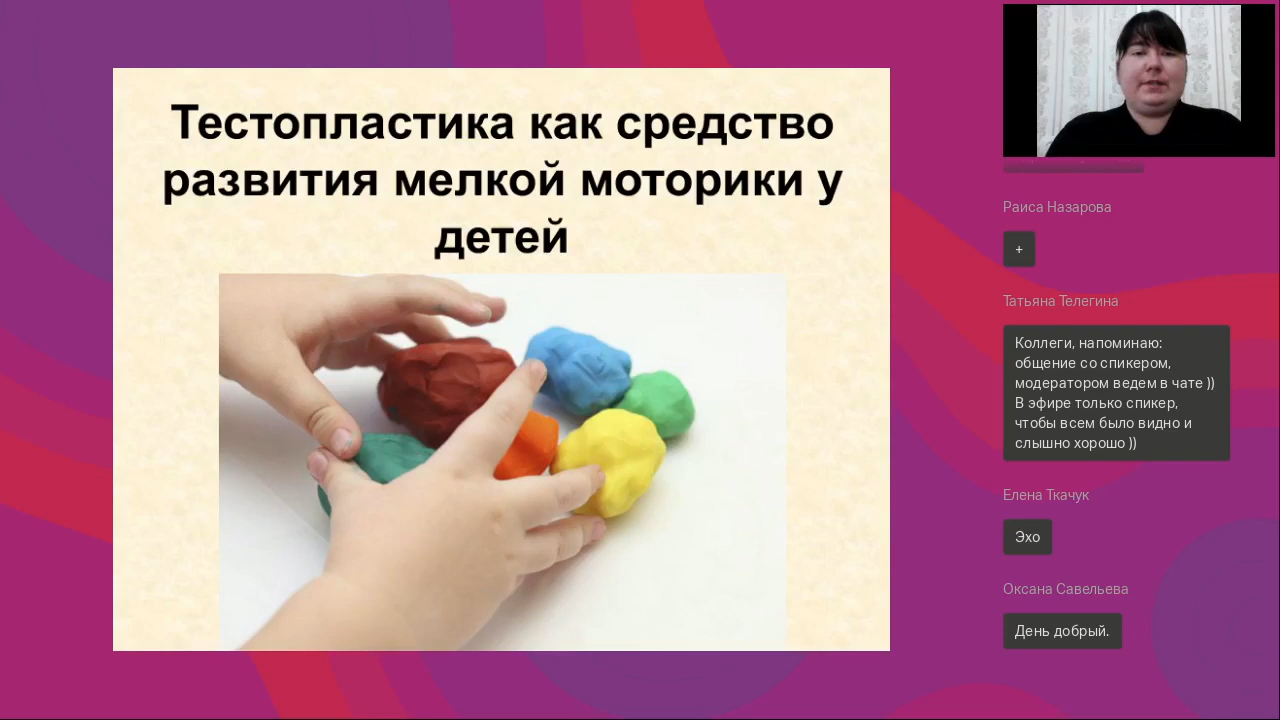 Тестопластика как средство
развития мелкой моторики у
детей
Раиса Назарова
+
Татьяна Телегина
Коллеги, напоминаю:
общение со спикером,
модератором ведем в чате ))
В эфире только спикер,
чтобы всем было видно и
слышно хорошо ))
Елена Ткачук
Эхо
Оксана Савельева
День добрый.